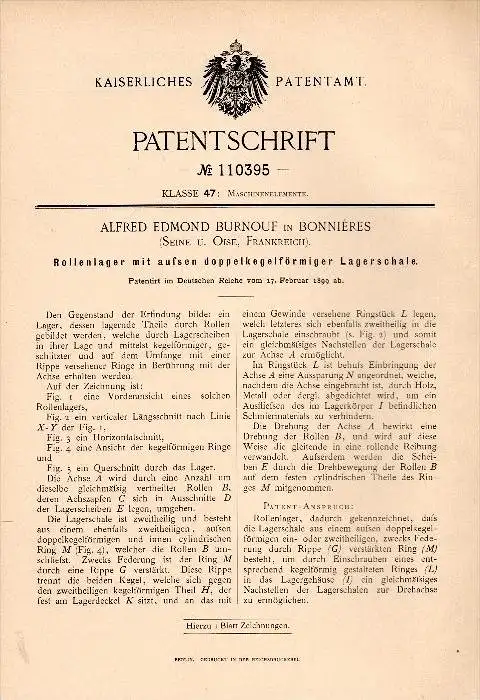 KAISERLICHES PATENTAMT.
PATENTSCHRIFT
— № 110395 —
KLASSE 47: MASCHINENELEMENTE.
ALFRED EDMOND BURNOUF IN BONNIÈRES
(SEINE U. OISE, FRANKREICH).
Rollenlager mit aufsen doppelkegelförmiger Lagerschale.
Patentirt im Deutschen Reiche vom 17. Februar 1899 ab.
Den Gegenstand der Erfindung bildet ein
Lager, dessen lagernde Theile durch Rollen
gebildet werden, welche durch Lagerscheiben
in ihrer Lage und mittelst kegelförmiger, ge-
schlitzter und auf dem Umfange mit einer
Rippe versehener Ringe in Berührung mit der
Achse erhalten werden.
Auf der Zeichnung ist:
Fig. 1 eine Vorderansicht eines solchen
Rollenlagers,
Fig. 2 ein verticaler Längsschnitt nach Linie
X-Y der Fig. 1,
Fig. 3 ein Horizontalschnitt,
Fig. 4 eine Ansicht der kegelförmigen Ringe
und
Fig. 5 ein Querschnitt durch das Lager.
Die Achse A wird durch eine Anzahl um
dieselbe gleichmäfsig vertheilter Rollen B,
deren Achszapfen C sich in Ausschnitte D
der Lagerscheiben E legen, umgehen.
Die Lagerschale ist zweitheilig und besteht
aus einem ebenfalls zweitheiligen, aufsen
doppelkegelförmigen und innen cylindrischen
Ring M (Fig. 4), welcher die Rollen B um-
schliefst. Zwecks Federung ist der Ring M
durch eine Rippe G verstärkt. Diese Rippe
trennt die beiden Kegel, welche sich gegen
den zweitheiligen kegelförmigen Theil H, der
fest am Lagerdeckel K sitzt, und an das mit
einem Gewinde versehene Ringstück L legen,
welch letzteres sich ebenfalls zweitheilig in die
Lagerschale einschraubt (s. Fig. 2) und somit
ein gleichmäfsiges Nachstellen der Lagerschale
zur Achse A ermöglicht.
Im Ringstück L ist behufs Einbringung der
Achse A eine Aussparung N angeordnet, welche,
nachdem die Achse eingebracht ist, durch Holz,
Metall oder dergl. abgedichtet wird, um ein
Ausfliefsen des im Lagerkörper I befindlichen
Schmiermaterials zu verhindern.
Die Drehung der Achse A bewirkt eine
Drehung der Rollen B, und wird auf diese
Weise die gleitende in eine rollende Reibung
verwandelt. Aufserdem werden die Schei-
ben E durch die Drehbewegung der Rollen B
auf dem festen cylindrischen Theile des Rin-
ges M mitgenommen.
PATENT-ANSPRUCH:
Rollenlager, dadurch gekennzeichnet, dafs
die Lagerschale aus einem aufsen doppelkegel-
förmigen ein- oder zweitheiligen, zwecks Fede-
rung durch Rippe (G) verstärkten Ring (M)
besteht, um durch Einschrauben eines ent-
sprechend kegelförmig gestalteten Ringes (L)
in das Lagergehäuse (I) ein gleichmäfsiges
Nachstellen der Lagerschalen zur Drehachse
zu ermöglichen.
Hierzu 1 Blatt Zeichnungen.
BERLIN. GEDRUCKT IN DER REICHSDRUCKEREI.